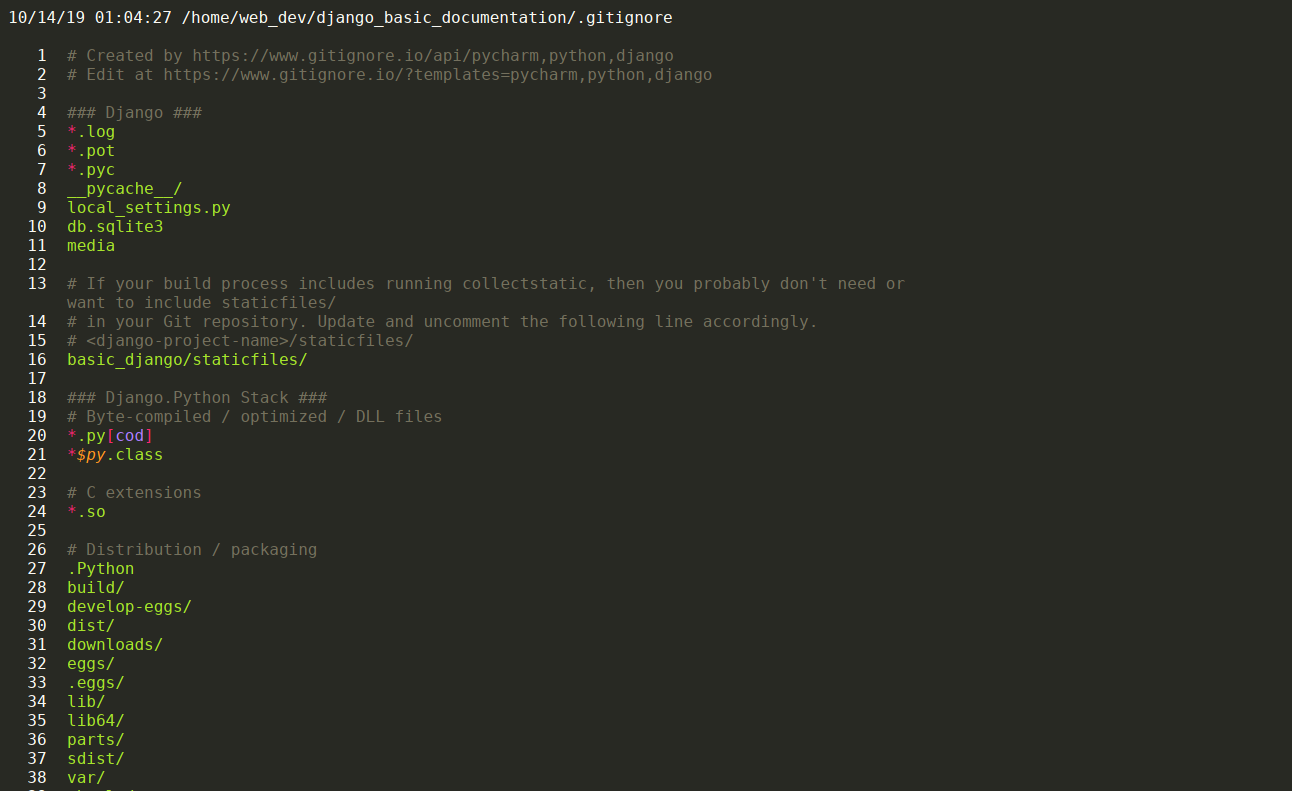 10/14/19 01:04:27 /home/web_dev/django_basic_documentation/.gitignore
1 # Created by https://www.gitignore.io/api/pycharm,python,django
2 # Edit at https://www.gitignore.io/?templates=pycharm,python,django
3
4 ### Django ###
5 *.log
6 *.pot
7 *.pyc
8 __pycache__/
9 local_settings.py
10 db.sqlite3
11 media
12
13 # If your build process includes running collectstatic, then you probably don't need or
want to include staticfiles/
14 # in your Git repository. Update and uncomment the following line accordingly.
15 # <django-project-name>/staticfiles/
16 basic_django/staticfiles/
17
18 ### Django.Python Stack ###
19 # Byte-compiled / optimized / DLL files
20 *.py[cod]
21 *$py.class
22
23 # C extensions
24 *.so
25
26 # Distribution / packaging
27 .Python
28 build/
29 develop-eggs/
30 dist/
31 downloads/
32 eggs/
33 .eggs/
34 lib/
35 lib64/
36 parts/
37 sdist/
38 var/